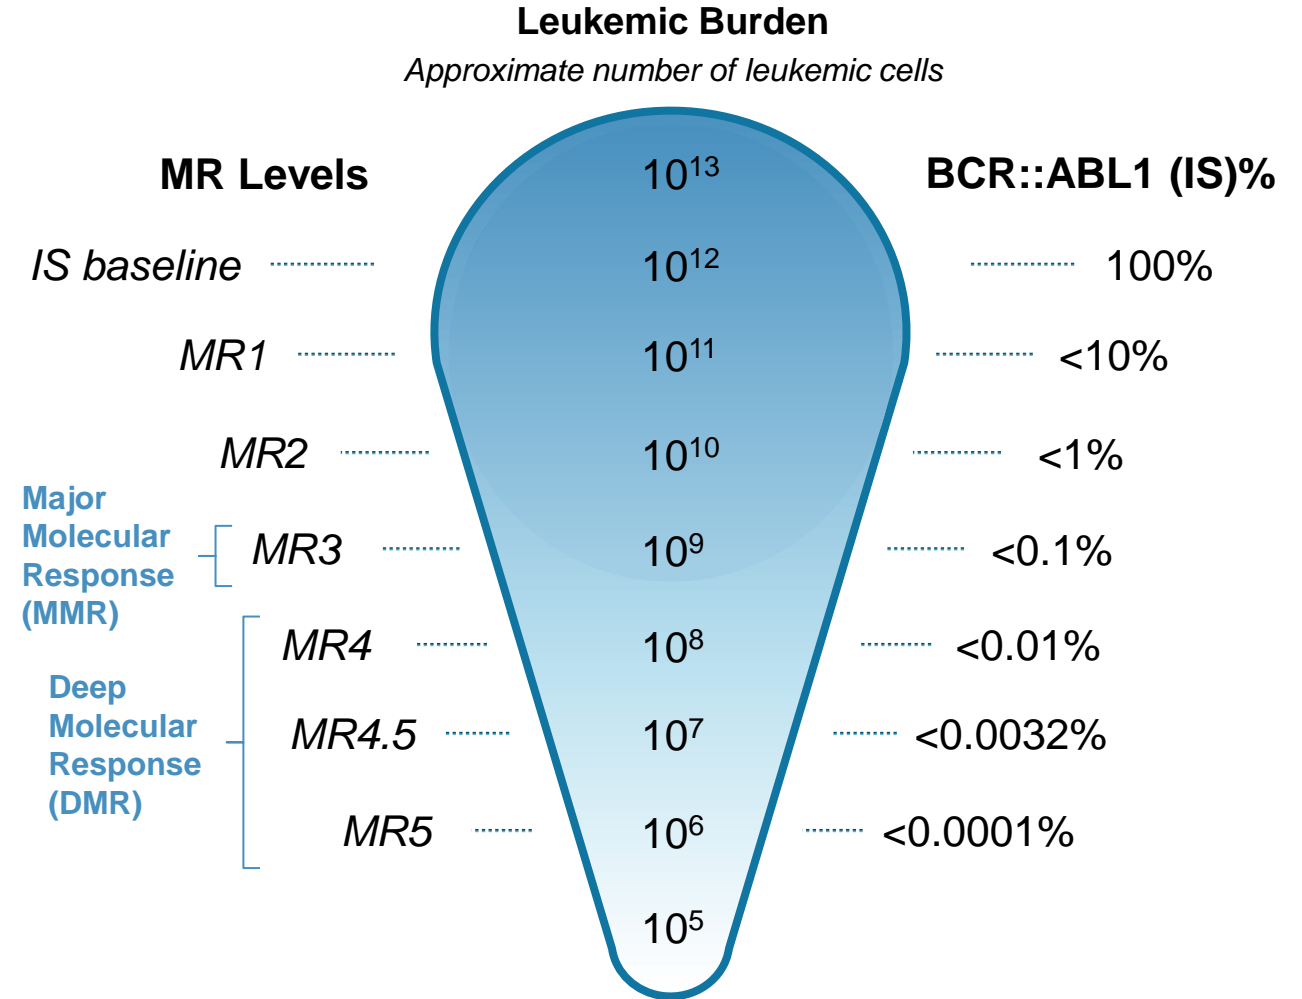 Leukemic Burden
Approximate number of leukemic cells
MR Levels
10¹³
BCR::ABL1 (IS)%
IS baseline
10¹²
100%
MR1
10¹¹
<10%
MR2
10¹⁰
<1%
Major
Molecular
Response
(MMR)
MR3
10⁹
<0.1%
MR4
10⁸
<0.01%
Deep
Molecular
Response
(DMR)
MR4.5
10⁷
<0.0032%
MR5
10⁶
<0.0001%
10⁵